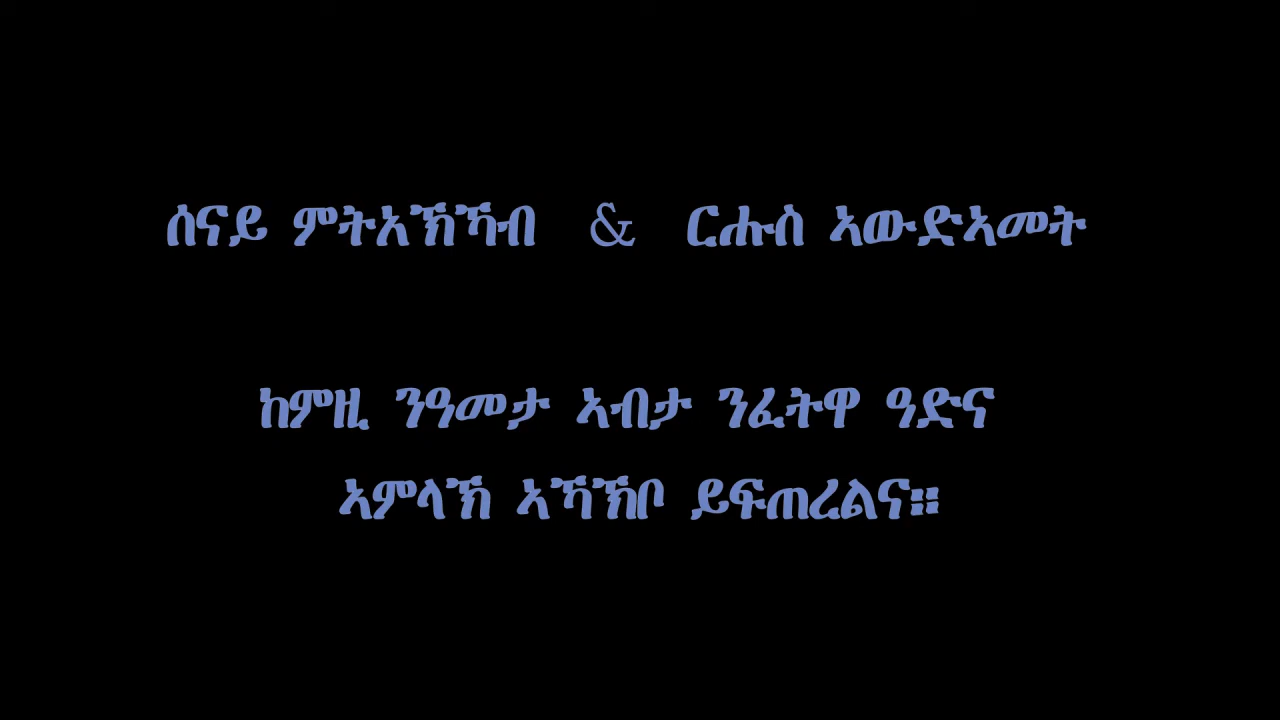 ሰናይ ምትእኽኻብ & ርሑስ ኣውድኣመት
ከምዚ ንዓመታ ኣብታ ንፈትዋ ዓድና
ኣምላኽ ኣኻኽቦ ይፍጠረልና።።